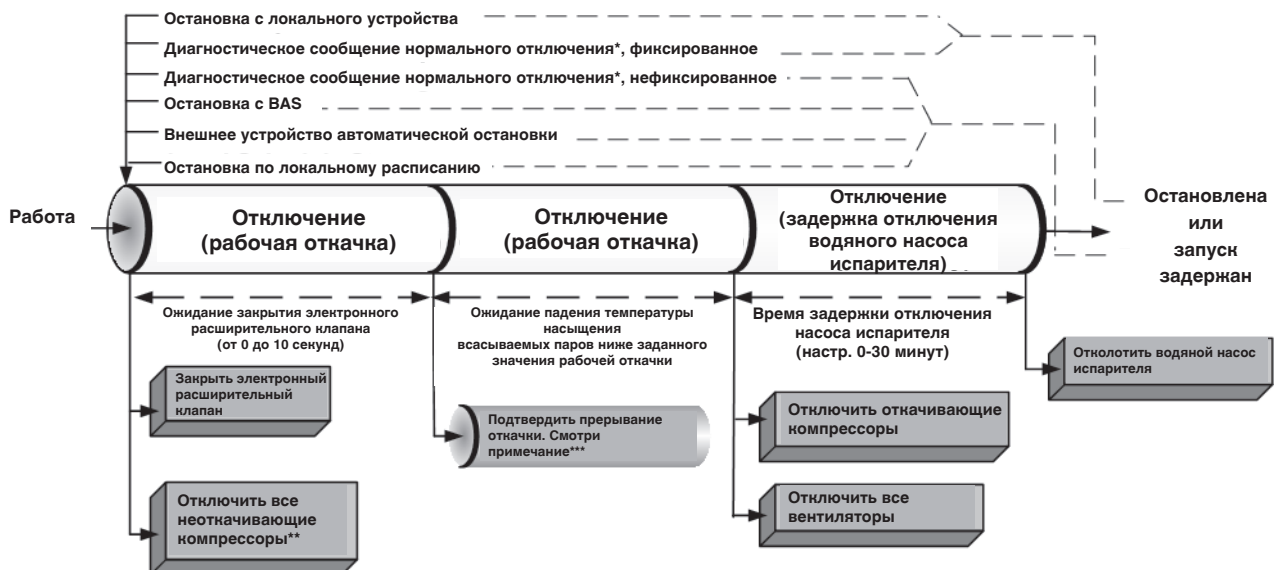 Остановка с локального устройства
Диагностическое сообщение нормального отключения*, фиксированное
Диагностическое сообщение нормального отключения*, нефиксированное
Остановка с BAS
Внешнее устройство автоматической остановки
Остановка по локальному расписанию
Работа
Отключение
(рабочая откачка)
Отключение
(рабочая откачка)
Отключение
(задержка отключения
водяного насоса
испарителя)
Остановлена
или
запуск
задержан
Ожидание закрытия электронного
расширительного клапана
(от 0 до 10 секунд)
Ожидание падения температуры
насыщения
всасываемых паров ниже заданного
значения рабочей откачки
Время задержки отключения
насоса испарителя
(настр. 0-30 минут)
Закрыть электронный
расширительный
клапан
Отключить все
неоткачивающие
компрессоры**
Подтвердить прерывание
откачки. Смотри
примечание***
Отключить откачивающие
компрессоры
Отключить все
вентиляторы
Отколотить водяной насос
испарителя